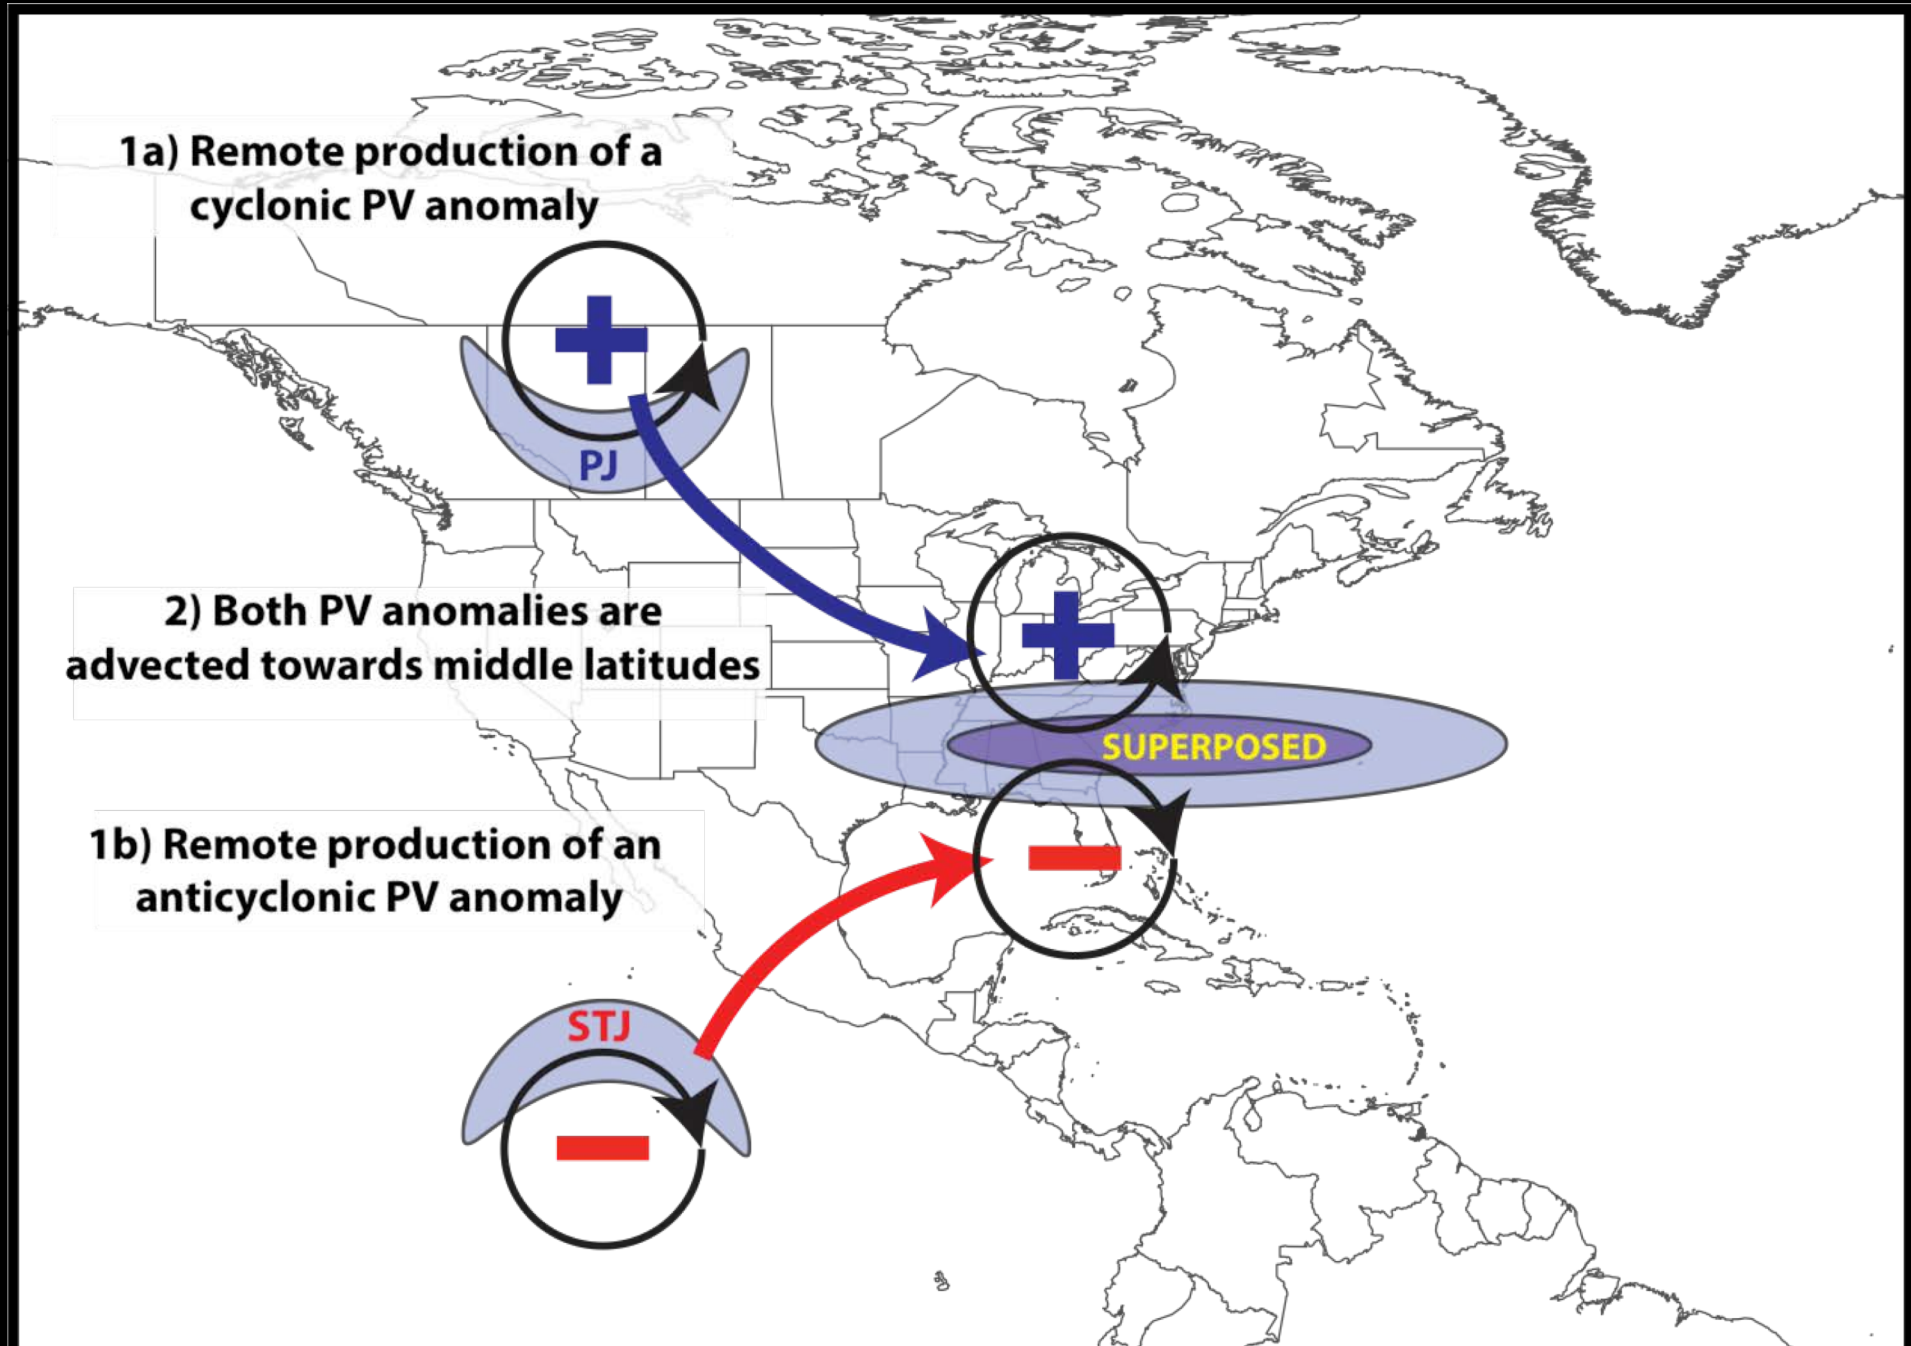 1a) Remote production of a
cyclonic PV anomaly
PJ
2) Both PV anomalies are
advected towards middle latitudes
SUPERPOSED
1b) Remote production of an
anticyclonic PV anomaly
STJ